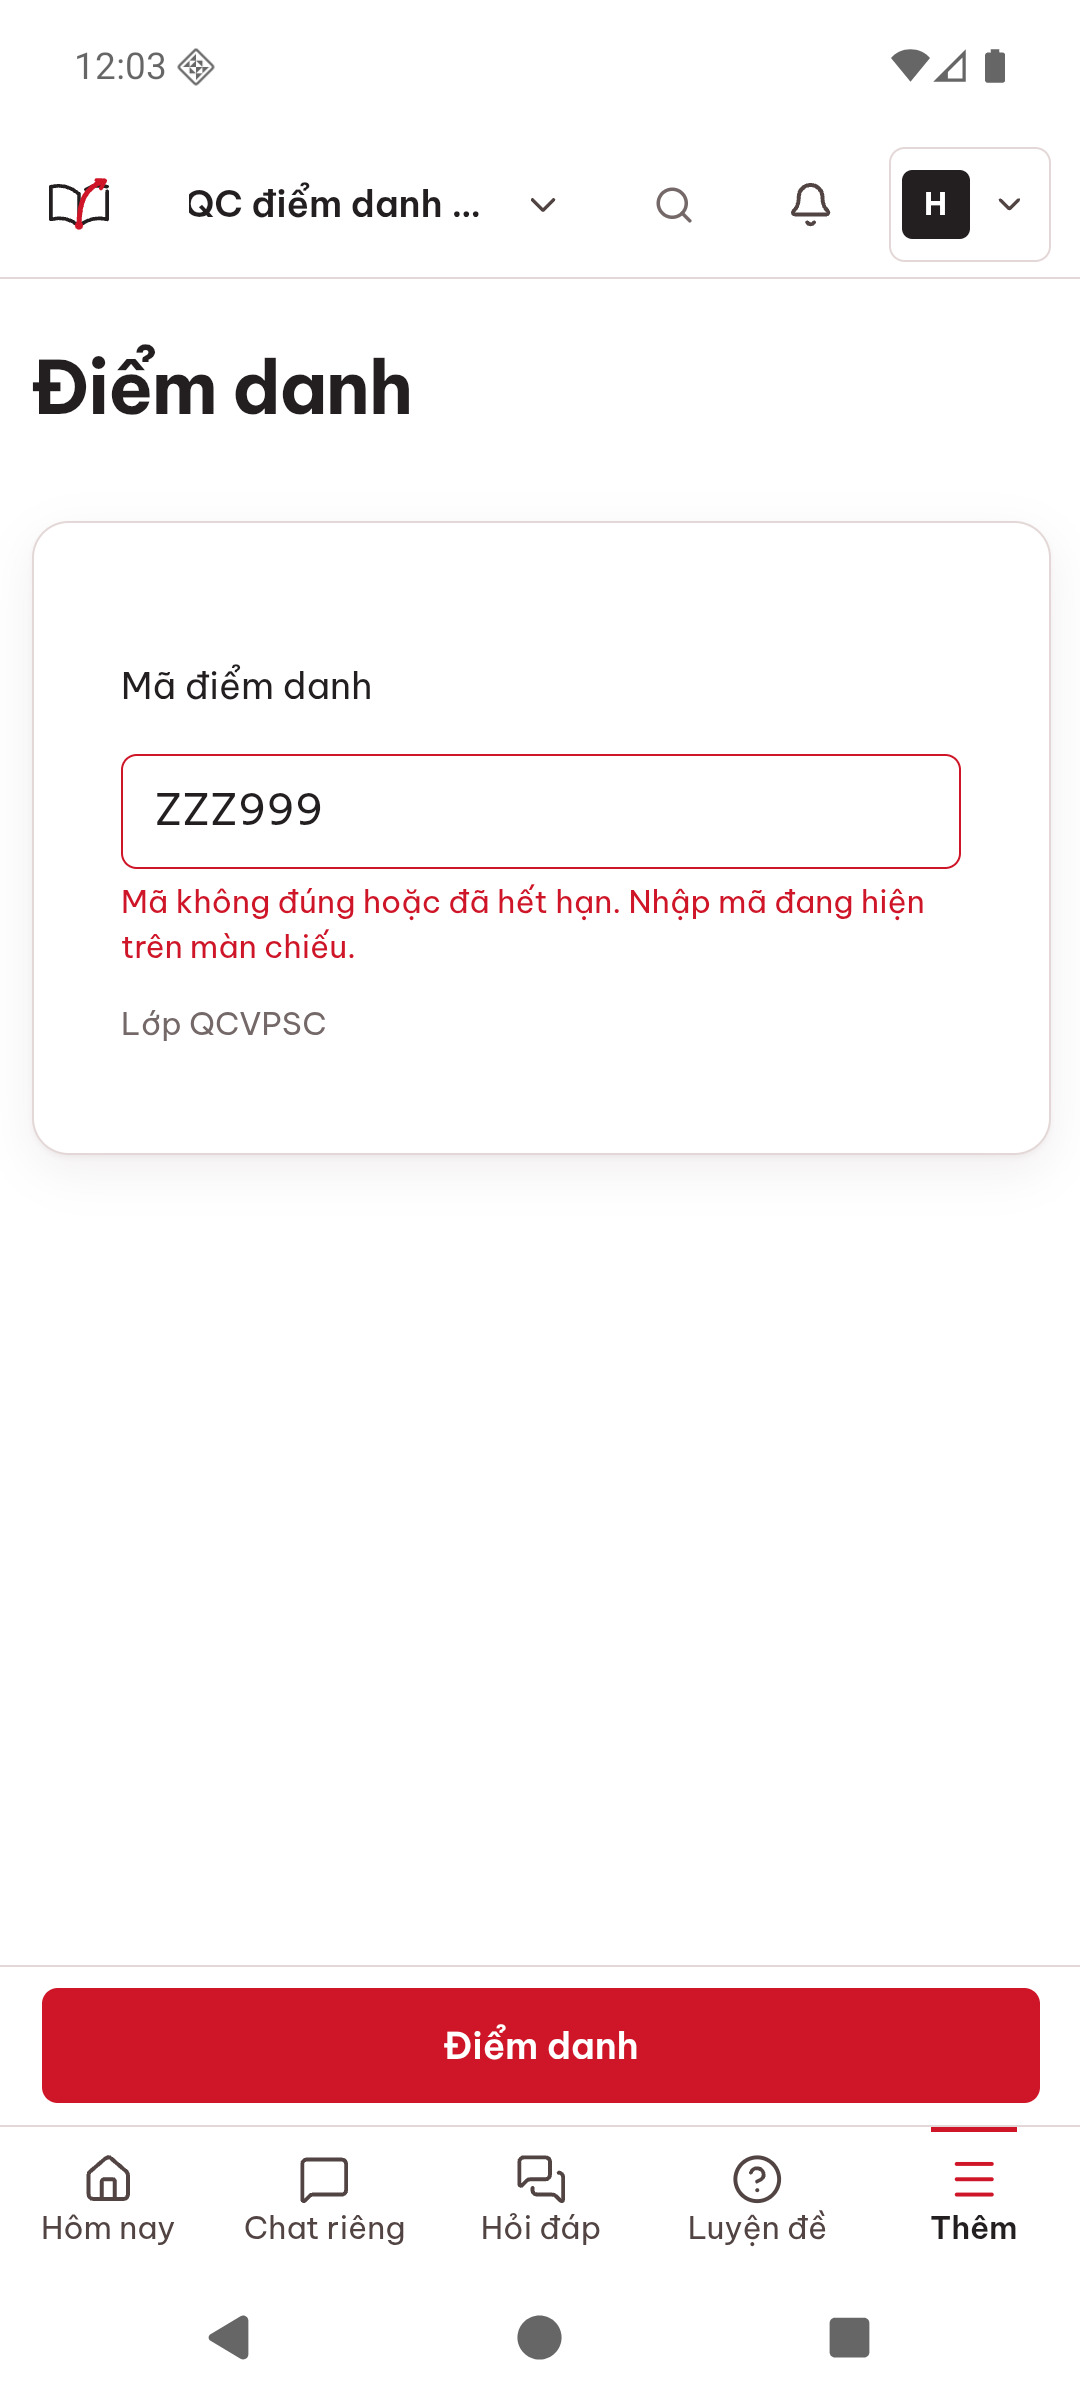 12:03
QC điểm danh ...
H
Điểm danh
Mã điểm danh
ZZZ999
Mã không đúng hoặc đã hết hạn. Nhập mã đang hiện
trên màn chiếu.
Lớp QCVPSC
Điểm danh
Hôm nay
Chat riêng
Hỏi đáp
Luyện đề
Thêm